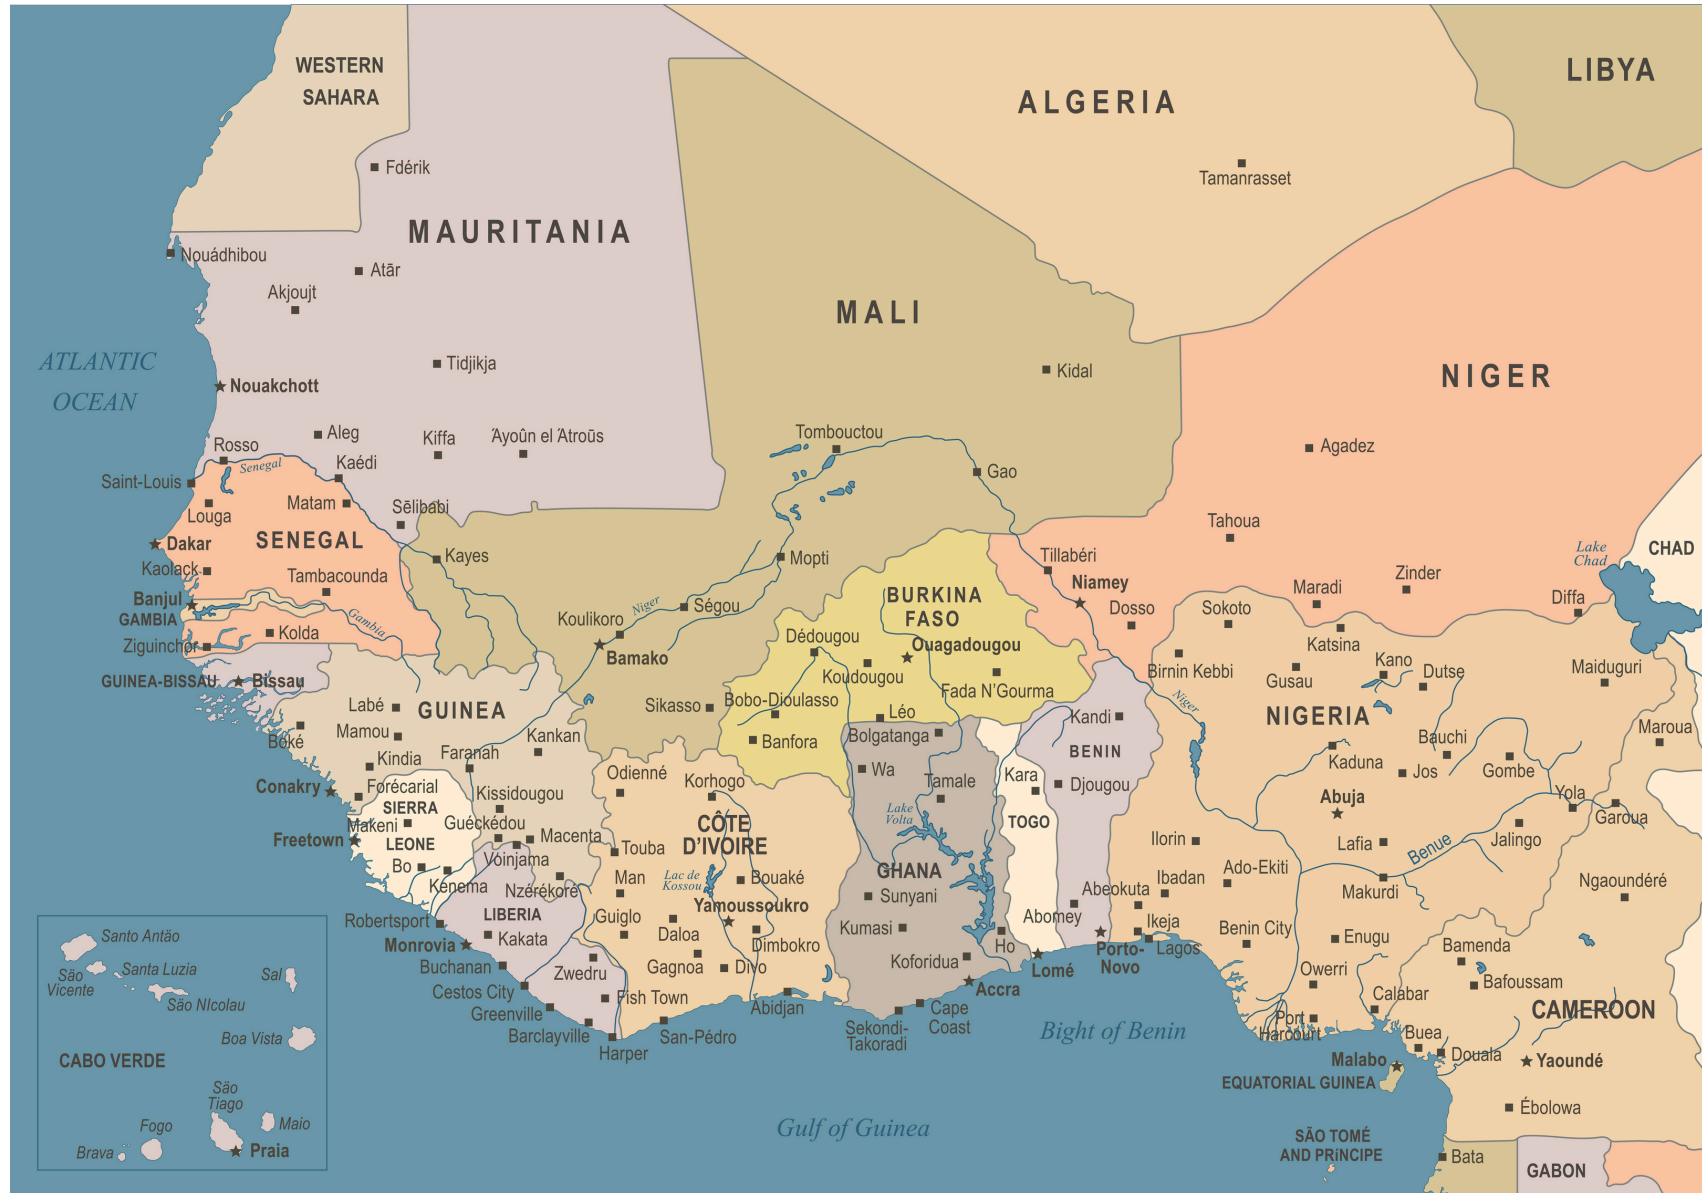 WESTERN
SAHARA
ALGERIA
LIBYA
Fdérik
Tamanrasset
MAURITANIA
Nouádhibou
Atār
Akjoujt
MALI
ATLANTIC
OCEAN
Tidjikja
Kidal
NIGER
Nouakchott
Aleg
Kiffa
Áyoûn el Átroūs
Tombouctou
Agadez
Rosso
Senegal
Kaédi
Gao
Saint-Louis
Louga
Matam
Sēlibabi
Tahoua
SENEGAL
Dakar
Kayes
Mopti
Tillabéri
Lake
Chad
CHAD
Kaolack
Tambacounda
Niamey
Zinder
Maradi
Banjul
GAMBIA
Gambia
Niger
Ségou
BURKINA
FASO
Dosso
Sokoto
Diffa
Koulikoro
Kolda
Ziguinchor
Bamako
Dédougou
Ouagadougou
Katsina
Koudougou
Birnin Kebbi
Gusau
Kano
Dutse
Maiduguri
GUINEA-BISSAU
Bissau
Fada N'Gourma
Niger
Labé
GUINEA
Sikasso
Bobo-Dioulasso
Léo
Kandi
NIGERIA
Boké
Mamou
Bolgatanga
Banfora
Kankan
Faranah
BENIN
Maroua
Bauchi
Kindia
Wa
Kaduna
Jos
Gombe
Conakry
Forécarial
Odienné
Korhogo
Tamale
Kara
Djougou
Kissidougou
SIERRA
LEONE
Makeni
Lake
Volta
Abuja
Yola
Garoua
Guéckédou
CÔTE
D'IVOIRE
TOGO
Jalingo
Freetown
Macenta
Touba
Ilorin
Lafia
Benue
Voinjama
Bo
Kenema
Nzérékoré
Man
Lac de
Kossou
Bouaké
GHANA
Ado-Ekiti
Ibadan
Abeokuta
Makurdi
Ngaoundéré
Sunyani
Yamoussoukro
Robertsport
LIBERIA
Guiglo
Daloa
Abomey
Kumasi
Ikeja
Benin City
Enugu
Monrovia
Kakata
Dimbokro
Ho
Porto-
Novo
Lagos
Bamenda
Buchanan
Zwedru
Gagnoa
Divo
Koforidua
Lomé
Owerri
Bafoussam
Cestos City
Accra
Greenville
Fish Town
Abidjan
Cape
Coast
Calabar
CAMEROON
Barclayville
Sekondi-
Takoradi
Port
Harcourt
Harper
San-Pédro
Bight of Benin
Buea
Douala
Malabo
Yaoundé
EQUATORIAL GUINEA
Ébolowa
Gulf of Guinea
SÃO TOMÉ
AND PRíNCIPE
Bata
GABON
Santo Antão
São
Vicente
Santa Luzia
Sal
São NIcolau
Boa Vista
CABO VERDE
São
Tiago
Maio
Fogo
Brava
Praia